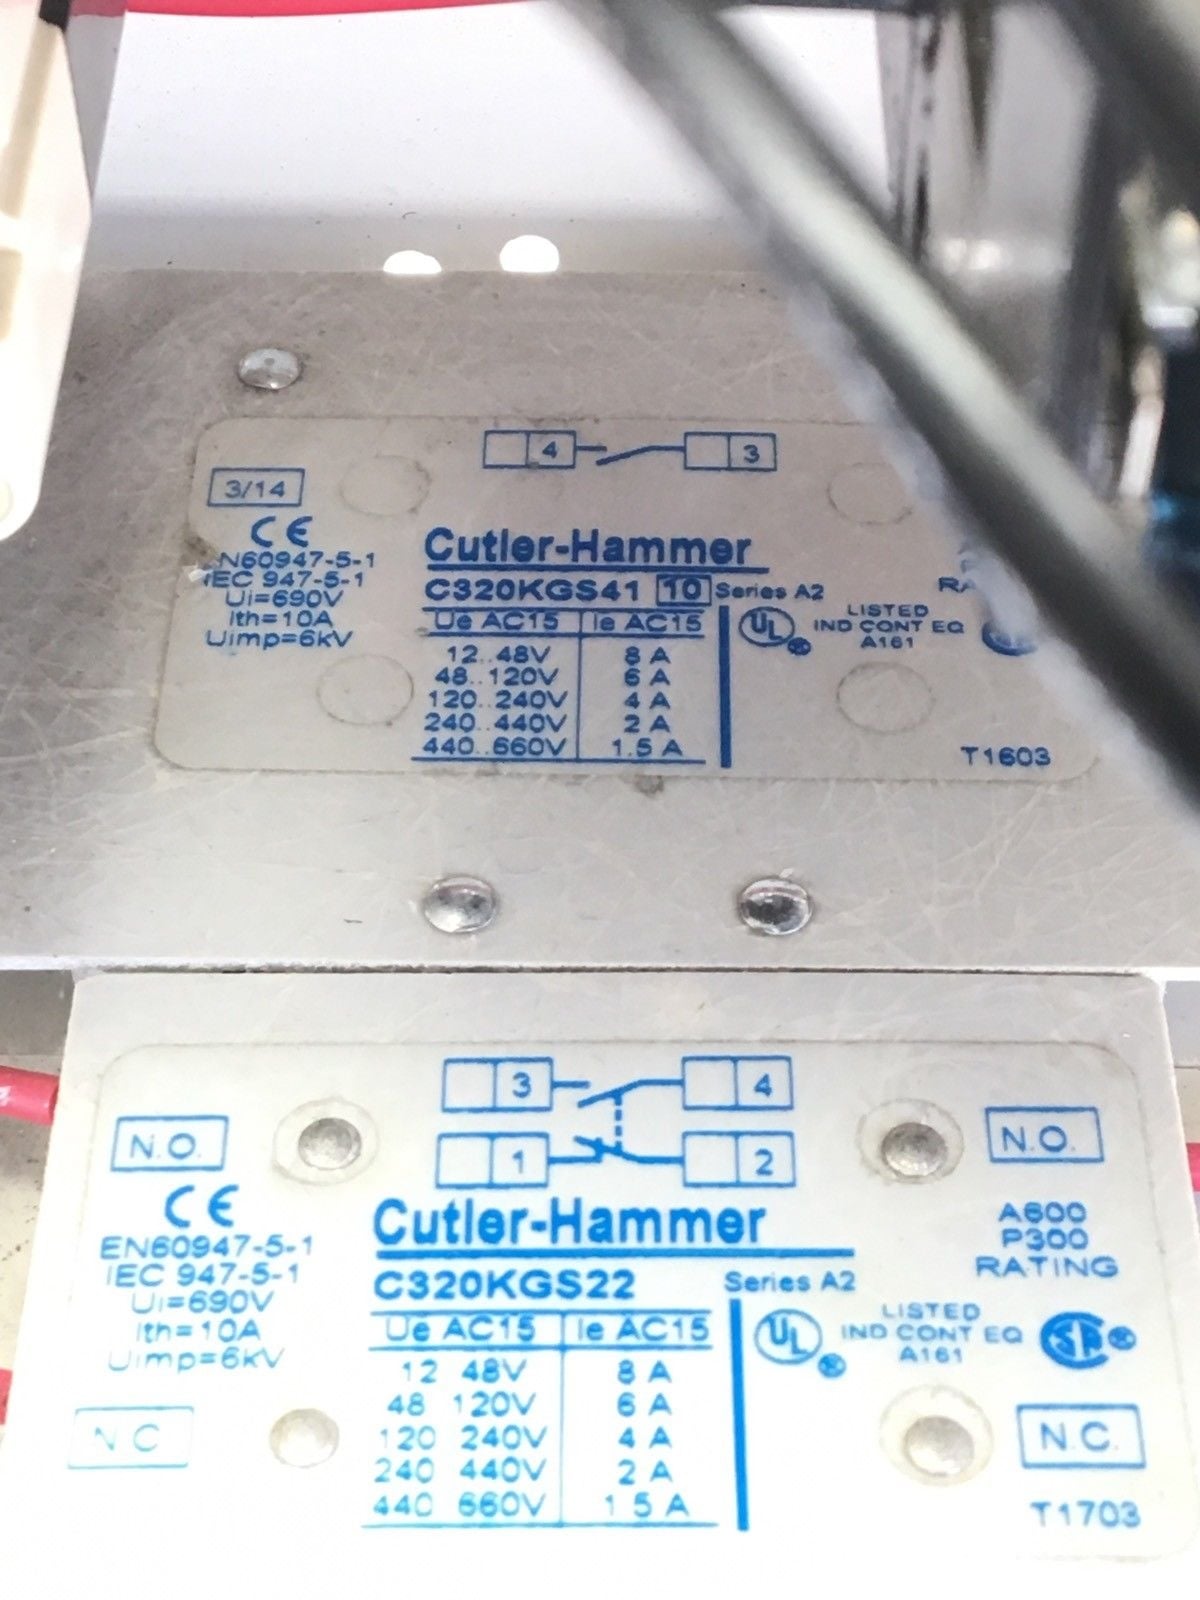 4 3
3/14
CE
EN60947-5-1
IEC 947-5-1
Ui=690V
Ith=10A
Uimp=6kV
Cutler-Hammer
C320KGS41 10 Series A2
Ue AC15 Ie AC15
12..48V 8 A
48..120V 6 A
120..240V 4 A
240..440V 2 A
440..660V 1.5 A
UL
LISTED
IND CONT EQ
A161
T1603
3 4
1 2
N.O.
N.O.
CE
EN60947-5-1
IEC 947-5-1
Ui=690V
Ith=10A
Uimp=6kV
N C
Cutler-Hammer
C320KGS22 Series A2
Ue AC15 Ie AC15
12 48V 8 A
48 120V 6 A
120 240V 4 A
240 440V 2 A
440 660V 1 5 A
A600
P300
RATING
UL
LISTED
IND CONT EQ
A161
SA
N.C.
T1703